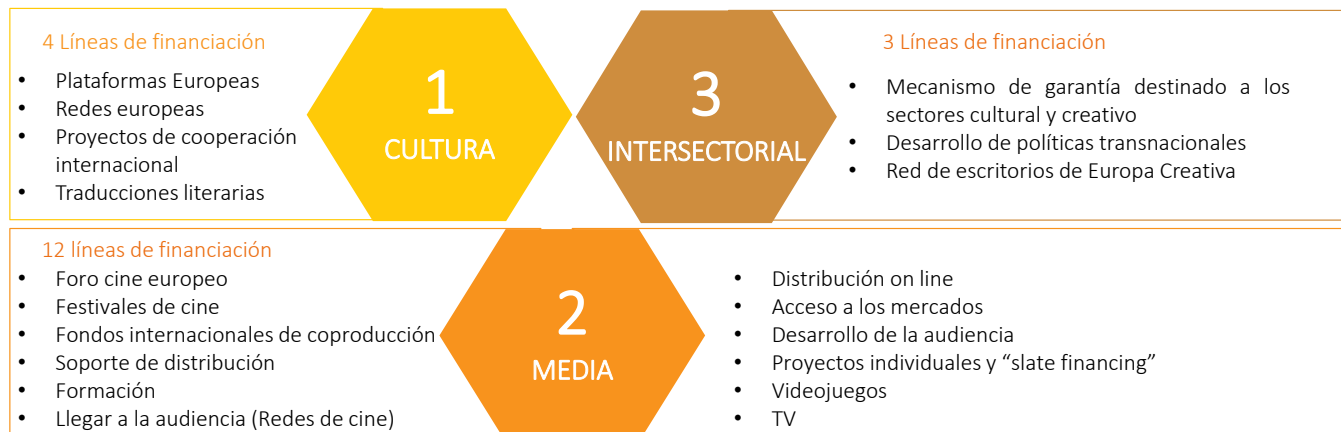 4 Líneas de financiación
• Plataformas Europeas
• Redes europeas
• Proyectos de cooperación
internacional
• Traducciones literarias
1
CULTURA
3
INTERSECTORIAL
3 Líneas de financiación
• Mecanismo de garantía destinado a los
sectores cultural y creativo
• Desarrollo de políticas transnacionales
• Red de escritorios de Europa Creativa
12 líneas de financiación
• Foro cine europeo
• Festivales de cine
• Fondos internacionales de coproducción
• Soporte de distribución
• Formación
• Llegar a la audiencia (Redes de cine)
2
MEDIA
• Distribución on line
• Acceso a los mercados
• Desarrollo de la audiencia
• Proyectos individuales y “slate financing”
• Videojuegos
• TV